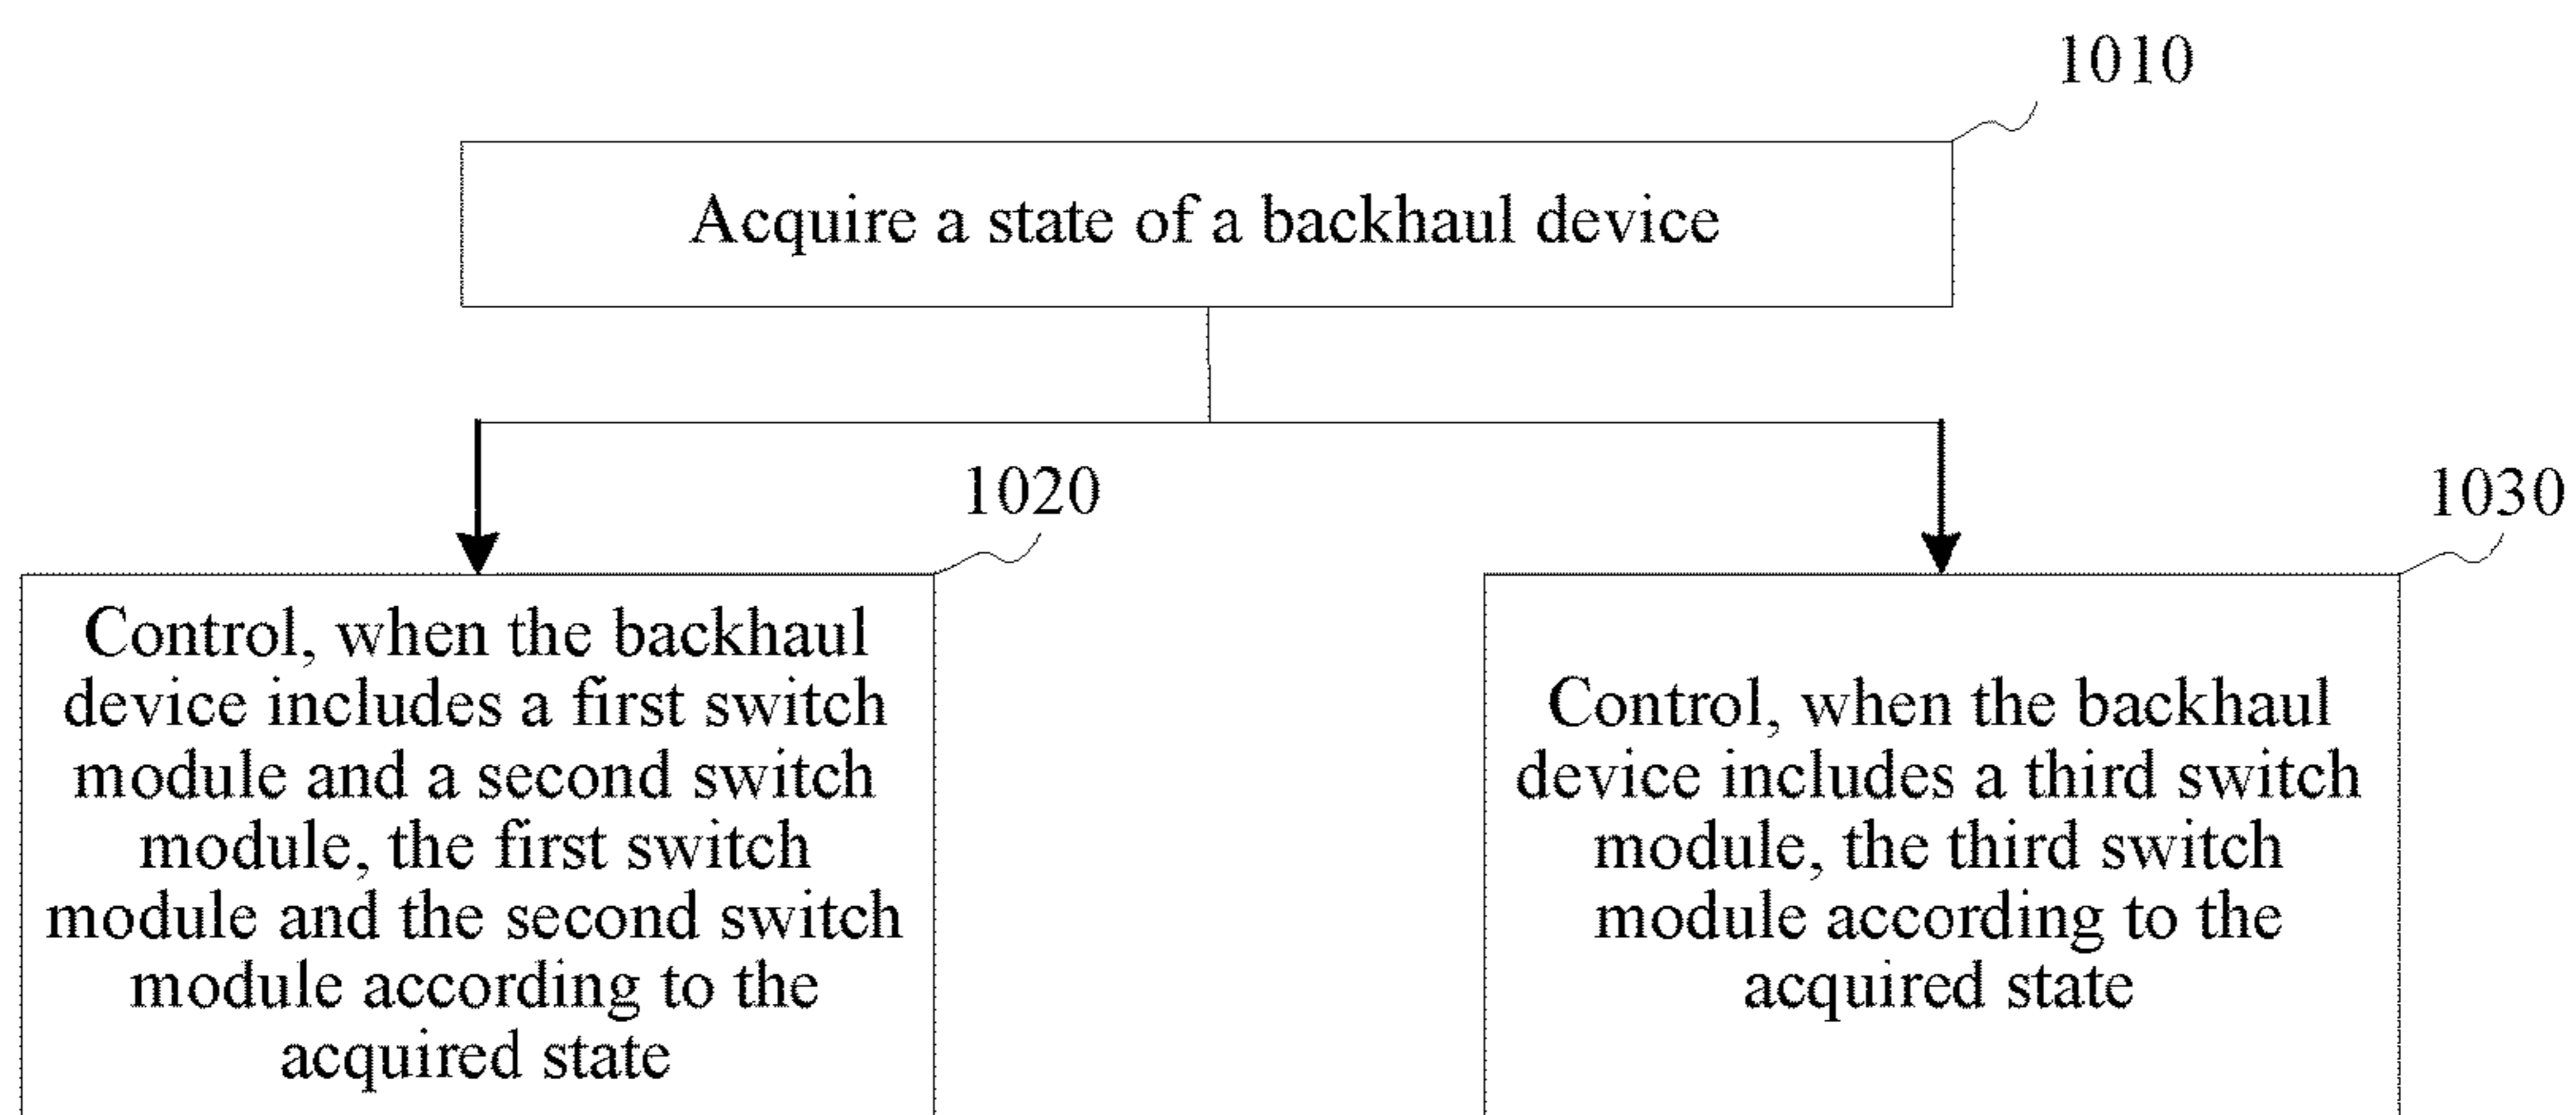 1010
Acquire a state of a backhaul device
1020
Control, when the backhaul
device includes a first switch
module and a second switch
module, the first switch
module and the second switch
module according to the
acquired state
1030
Control, when the backhaul
device includes a third switch
module, the third switch
module according to the
acquired state